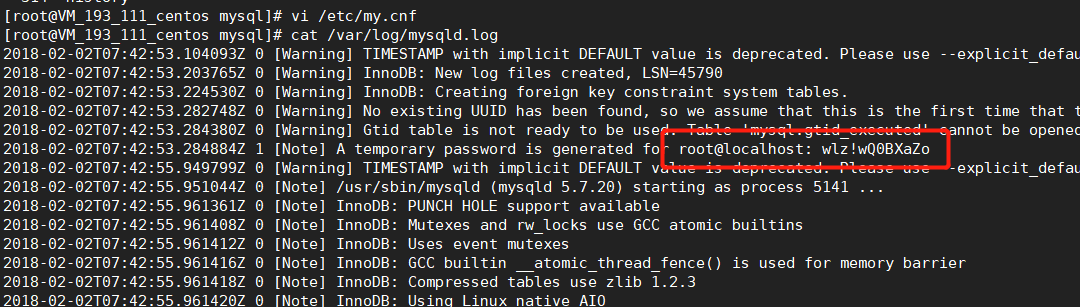 [root@VM_193_111_centos mysql]# vi /etc/my.cnf
[root@VM_193_111_centos mysql]# cat /var/log/mysqld.log
2018-02-02T07:42:53.104093Z 0 [Warning] TIMESTAMP with implicit DEFAULT value is deprecated. Please use --explicit_defau
2018-02-02T07:42:53.203765Z 0 [Warning] InnoDB: New log files created, LSN=45790
2018-02-02T07:42:53.224530Z 0 [Warning] InnoDB: Creating foreign key constraint system tables.
2018-02-02T07:42:53.282748Z 0 [Warning] No existing UUID has been found, so we assume that this is the first time that t
2018-02-02T07:42:53.284380Z 0 [Warning] Gtid table is not ready to be used. Table 'mysql.gtid_executed' cannot be opened
2018-02-02T07:42:53.284884Z 1 [Note] A temporary password is generated for root@localhost: wlz!wQ0BXaZo
2018-02-02T07:42:55.949799Z 0 [Warning] TIMESTAMP with implicit DEFAULT value is deprecated. Please use --explicit_defau
2018-02-02T07:42:55.951044Z 0 [Note] /usr/sbin/mysqld (mysqld 5.7.20) starting as process 5141 ...
2018-02-02T07:42:55.961361Z 0 [Note] InnoDB: PUNCH HOLE support available
2018-02-02T07:42:55.961408Z 0 [Note] InnoDB: Mutexes and rw_locks use GCC atomic builtins
2018-02-02T07:42:55.961412Z 0 [Note] InnoDB: Uses event mutexes
2018-02-02T07:42:55.961416Z 0 [Note] InnoDB: GCC builtin __atomic_thread_fence() is used for memory barrier
2018-02-02T07:42:55.961418Z 0 [Note] InnoDB: Compressed tables use zlib 1.2.3
2018-02-02T07:42:55.961420Z 0 [Note] InnoDB: Using Linux native AIO